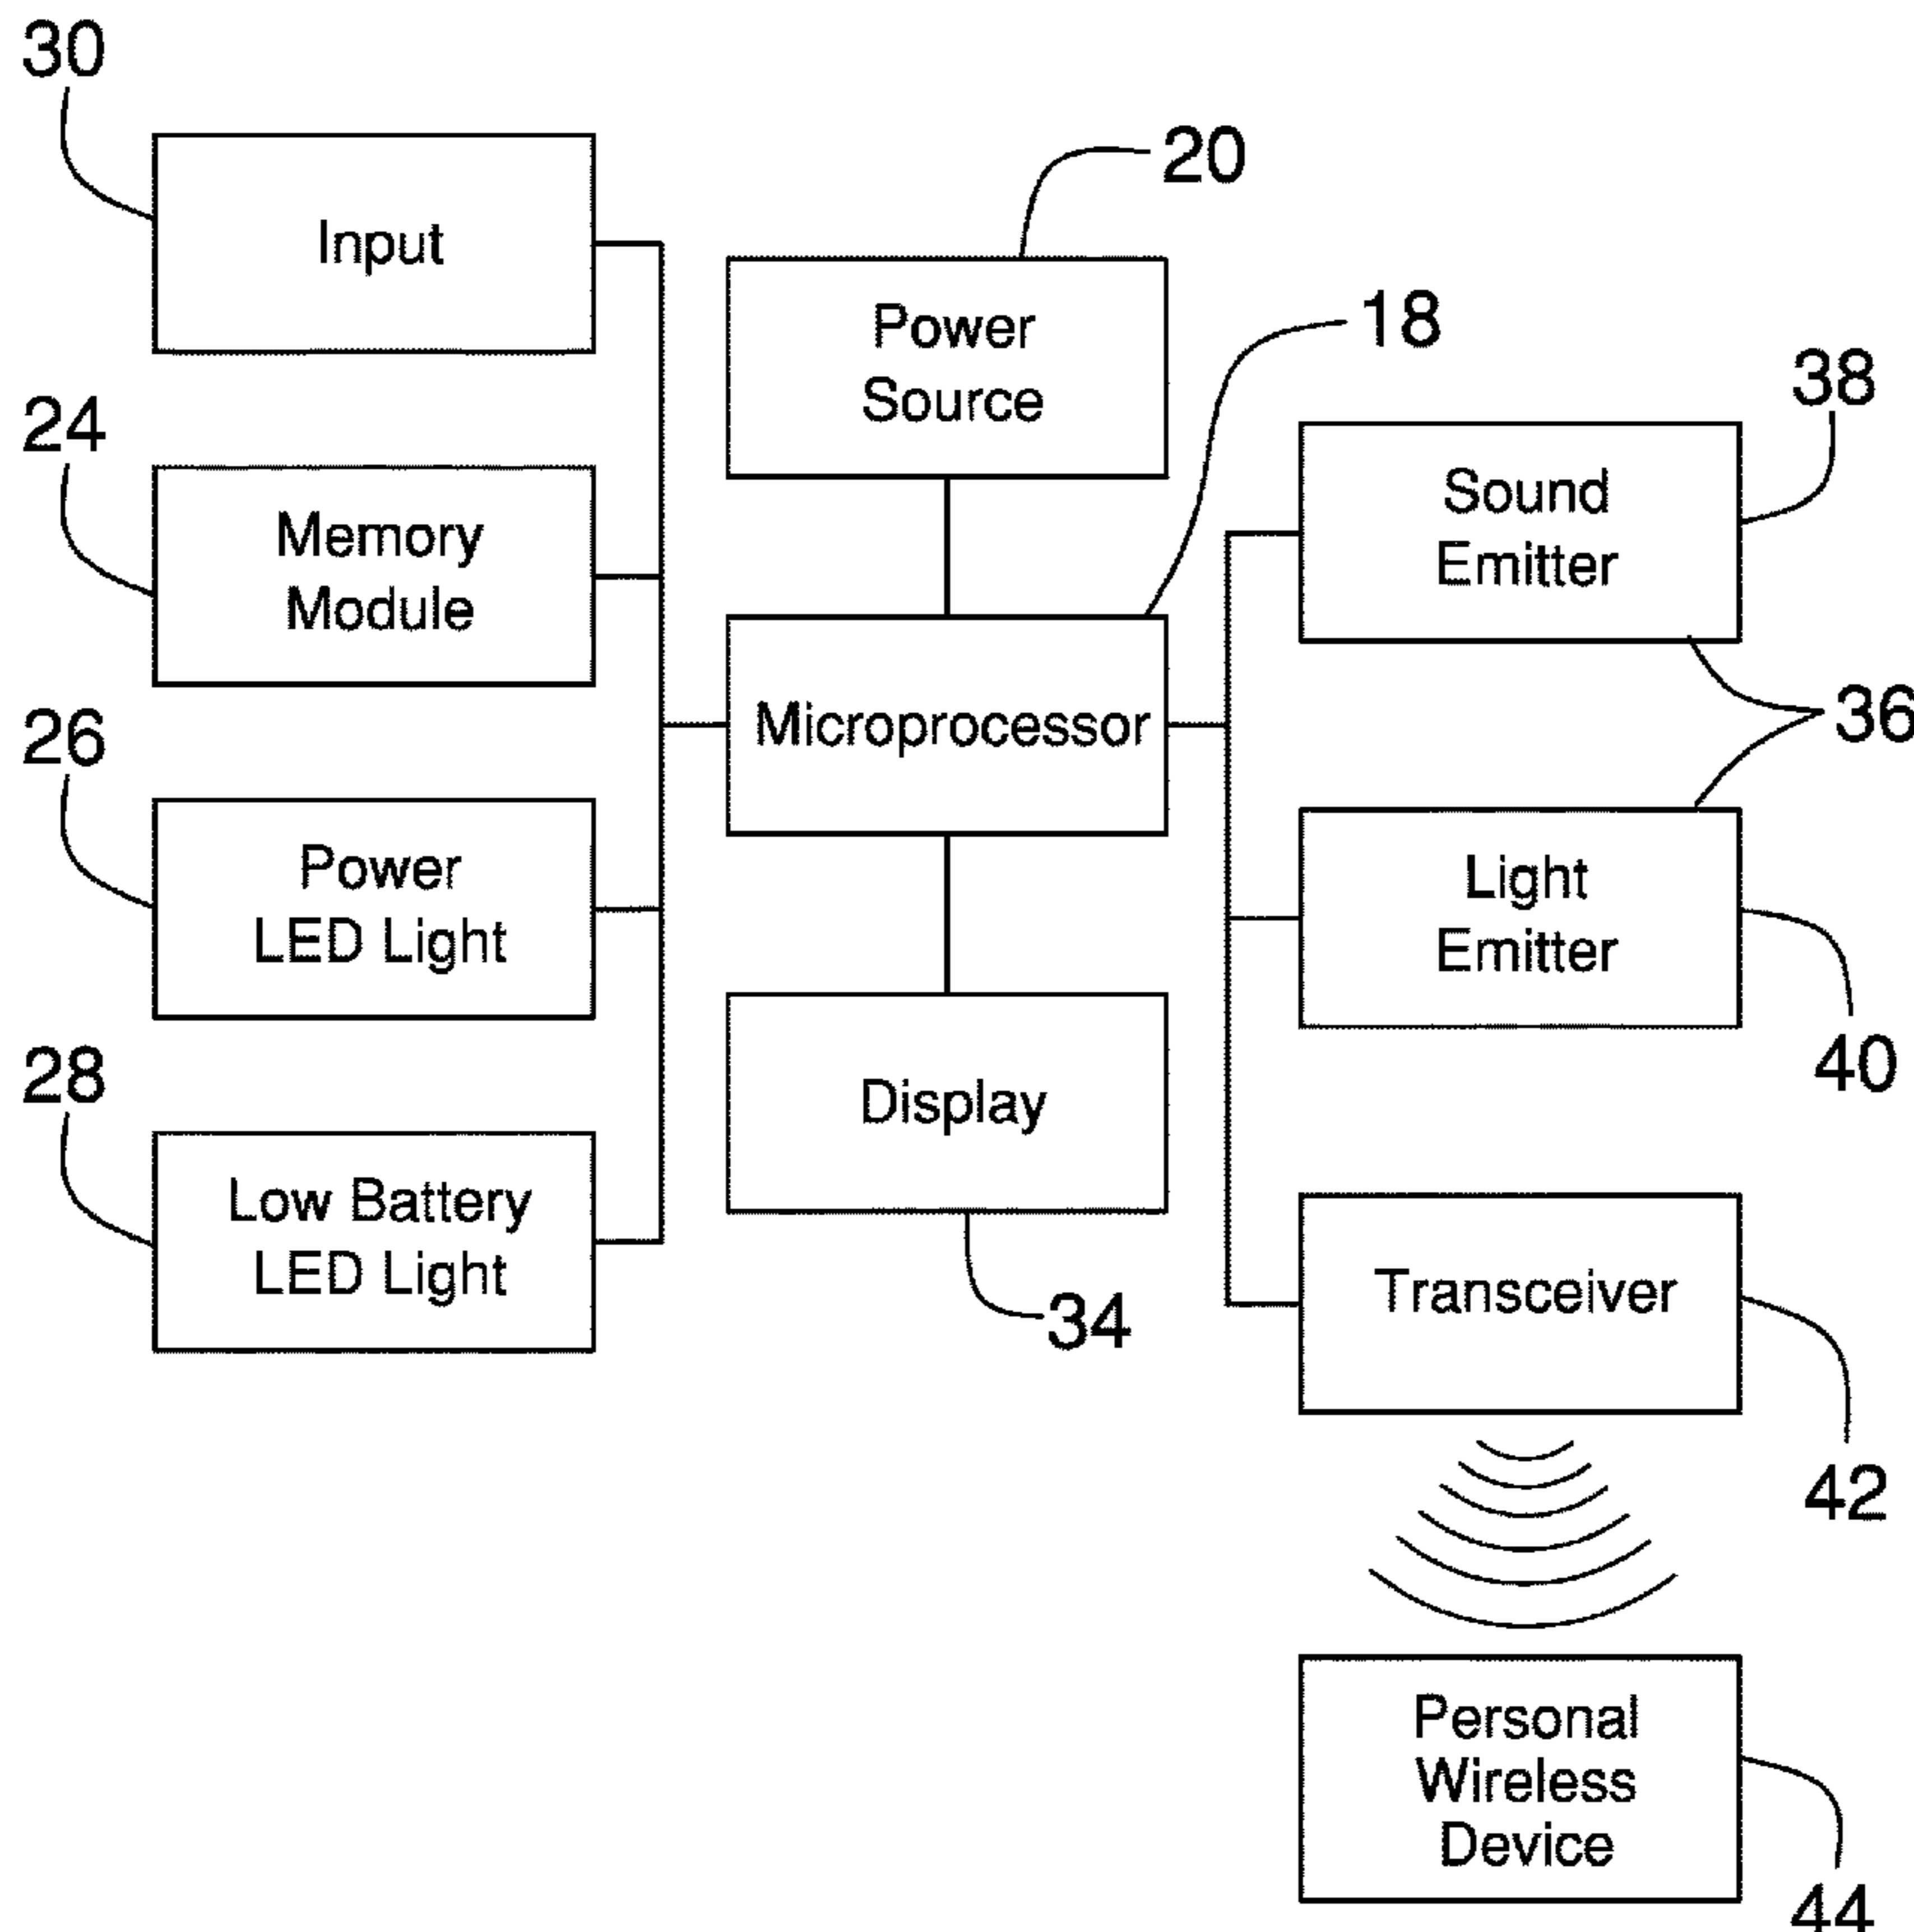 30
Input
20
Power
Source
18
38
Sound
Emitter
24
Memory
Module
36
Microprocessor
26
Power
LED Light
Light
Emitter
40
28
Low Battery
LED Light
Display
34
Transceiver
42
Personal
Wireless
Device
44